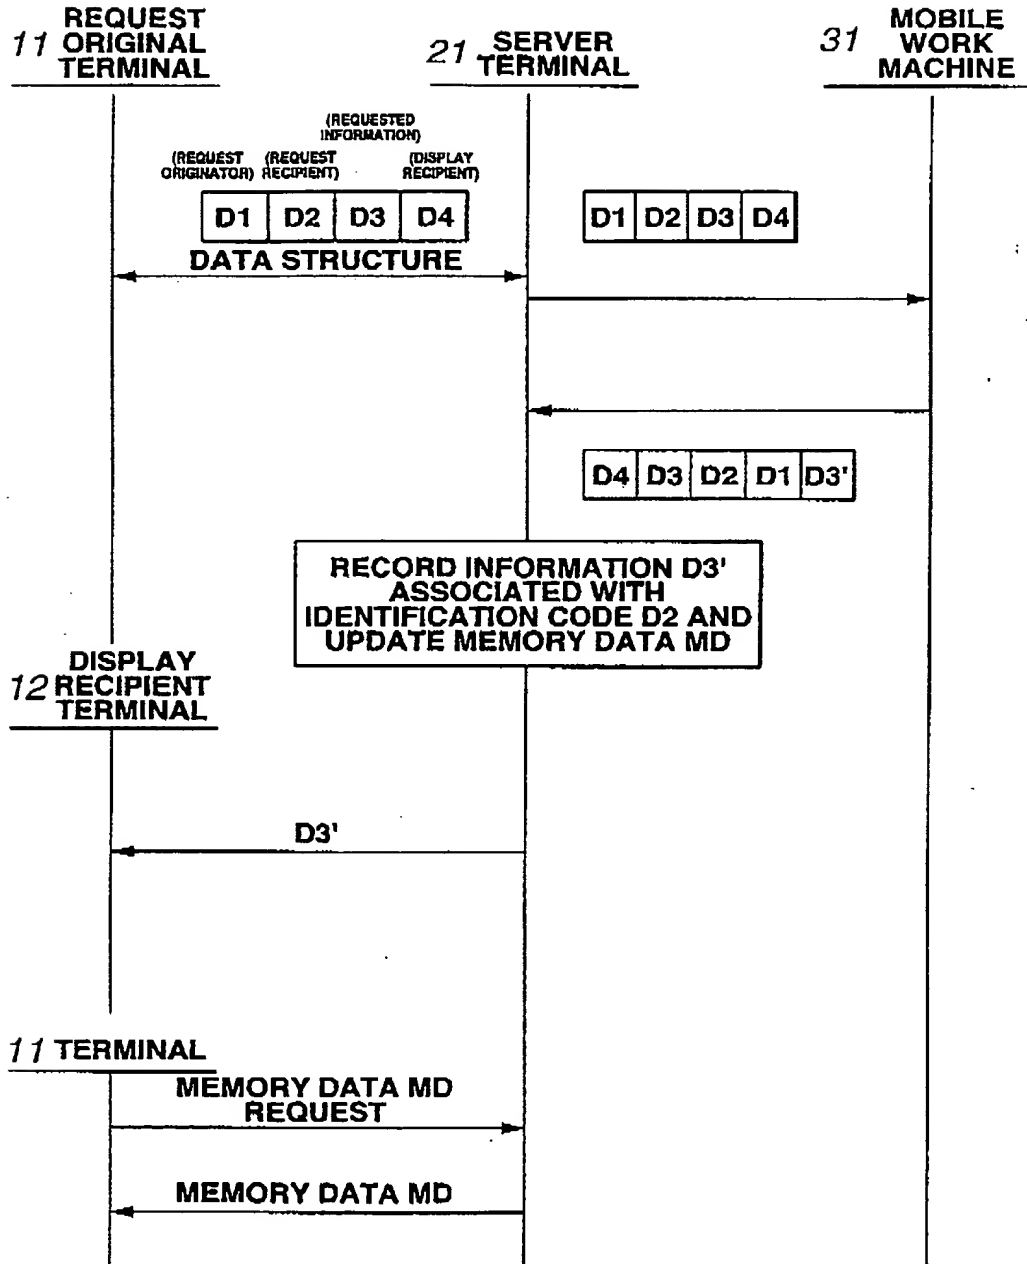 11 REQUEST ORIGINAL TERMINAL
21 SERVER TERMINAL
31 MOBILE WORK MACHINE
(REQUEST ORIGINATOR)
(REQUEST RECIPIENT)
(REQUESTED INFORMATION)
(DISPLAY RECIPIENT)
D1 D2 D3 D4
D1 D2 D3 D4
DATA STRUCTURE
D4 D3 D2 D1 D3'
RECORD INFORMATION D3'
ASSOCIATED WITH
IDENTIFICATION CODE D2 AND
UPDATE MEMORY DATA MD
12 DISPLAY RECIPIENT TERMINAL
D3'
11 TERMINAL
MEMORY DATA MD
REQUEST
MEMORY DATA MD